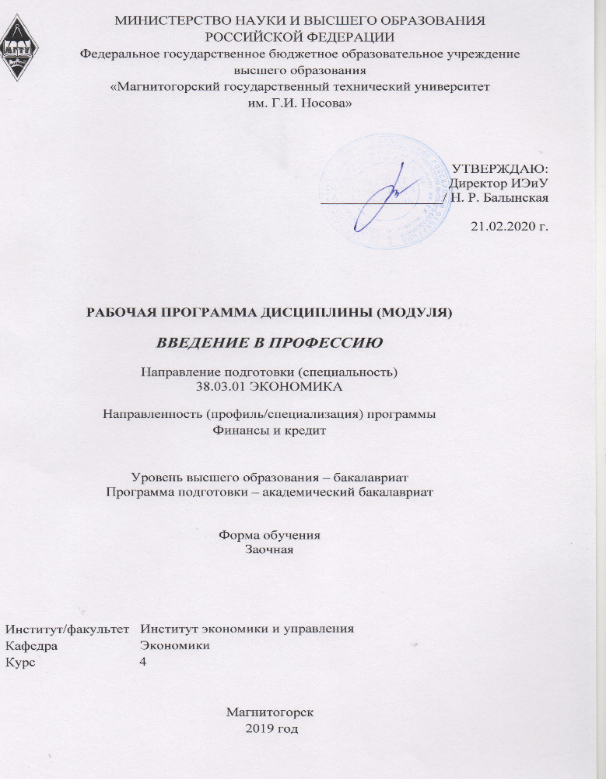 МИНИСТЕРСТВО НАУКИ И ВЫСШЕГО ОБРАЗОВАНИЯ
РОССИЙСКОЙ ФЕДЕРАЦИИ
Федеральное государственное бюджетное образовательное учреждение
высшего образования
«Магнитогорский государственный технический университет
им. Г.И. Носова»
УТВЕРЖДАЮ:
Директор ИЭиУ
/ Н. Р. Балынская
21.02.2020 г.
РАБОЧАЯ ПРОГРАММА ДИСЦИПЛИНЫ (МОДУЛЯ)
ВВЕДЕНИЕ В ПРОФЕССИЮ
Направление подготовки (специальность)
38.03.01 ЭКОНОМИКА
Направленность (профиль/специализация) программы
Финансы и кредит
Уровень высшего образования – бакалавриат
Программа подготовки – академический бакалавриат
Форма обучения
Заочная
Институт/факультет Институт экономики и управления
Кафедра Экономики
Курс 4
Магнитогорск
2019 год